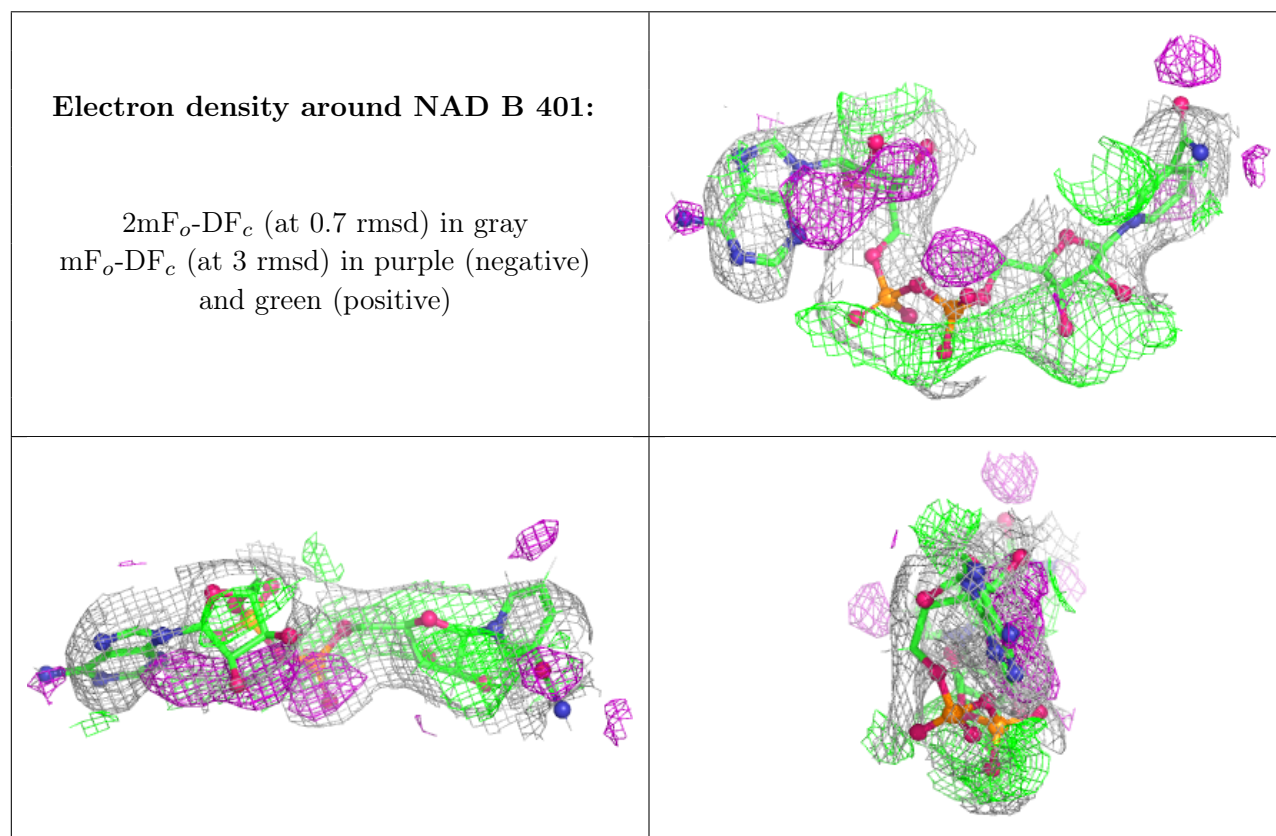 Electron density around NAD B 401:
2mFo-DFc (at 0.7 rmsd) in gray
mFo-DFc (at 3 rmsd) in purple (negative)
and green (positive)